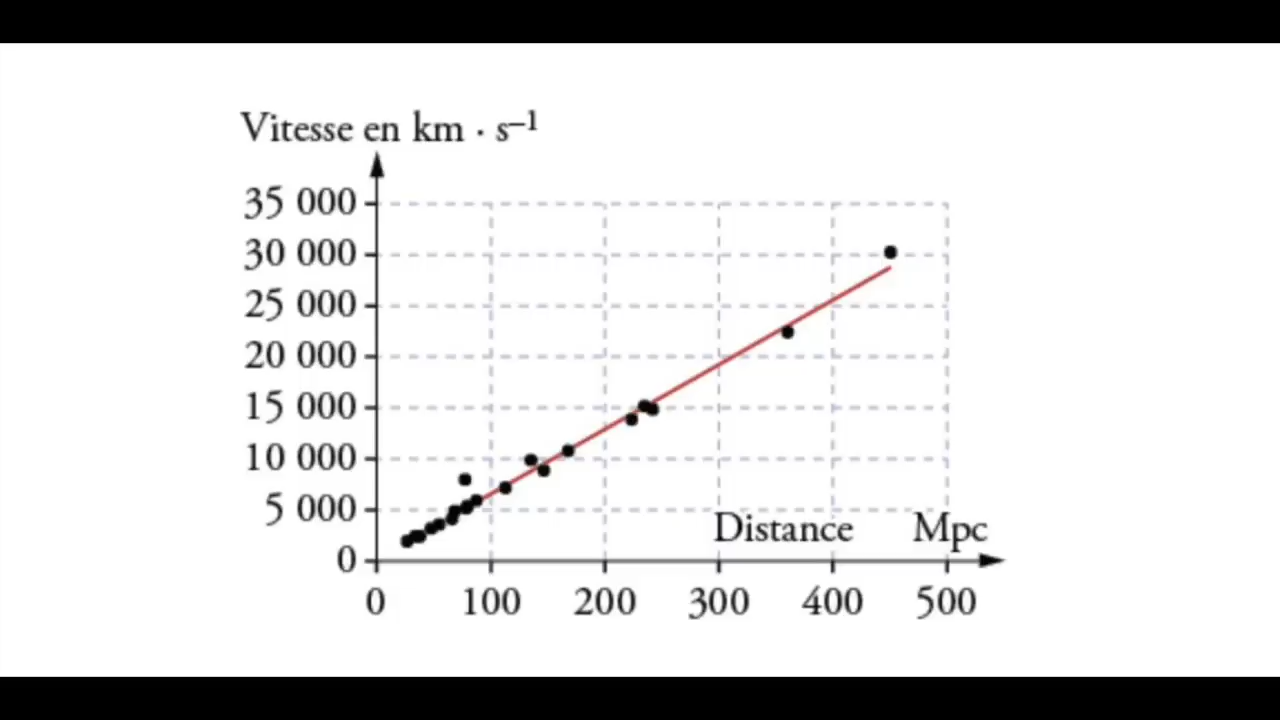 Vitesse en km · s⁻¹
35 000
30 000
25 000
20 000
15 000
10 000
5 000
0
Distance Mpc
0 100 200 300 400 500